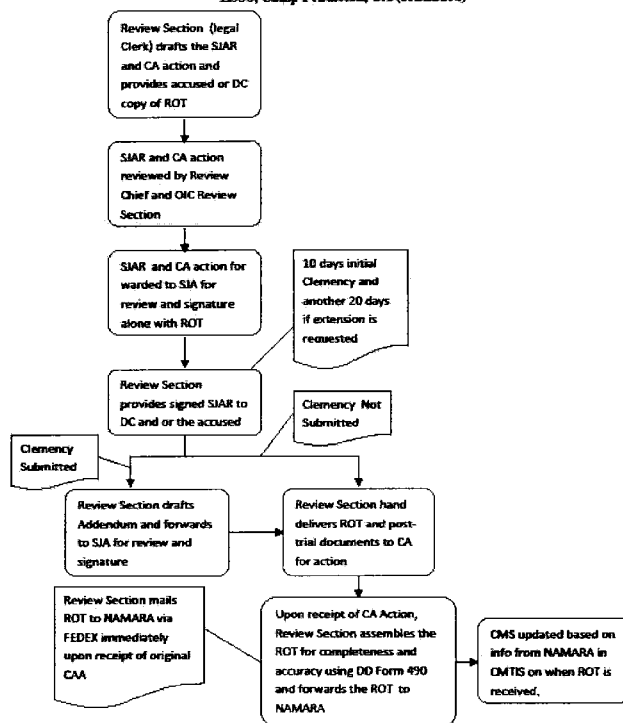 Review Section (legal
Clerk) drafts the SJAR
and CA action and
provides accused or DC
copy of ROT
SJAR and CA action
reviewed by Review
Chief and OIC Review
Section
SJAR and CA action for
warded to SJA for
review and signature
alone with ROT
10 days initial
Clemency and
another 20 days
if extension is
requested
Review Section
provides signed SJAR to
DC and or the accused
Clemency Not
Submitted
Clemency
Submitted
Review Section drafts
Addendum and forwards
to SJA for review and
signature
Review Section hand
delivers ROT and post-
trial documents to CA
for action
Review Section mails
ROT to NAMARA via
FEDEX immediately
upon receipt of original
CAA
Upon receipt of CA Action,
Review Section assembles the
ROT for completeness and
accuracy using DD Form 490
and forwards the ROT to
NAMARA
CMS updated based on
info from NAMARA in
CMTIS on when ROT is
received,